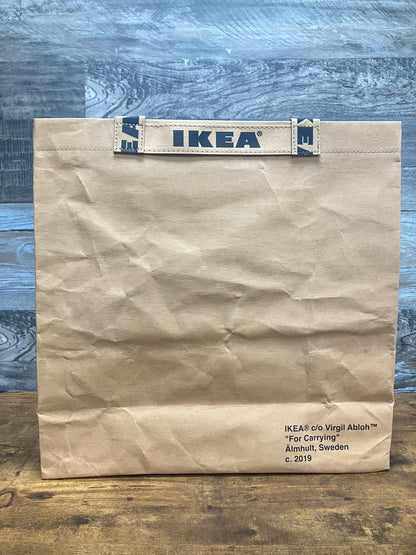 IKEA®
IKEA® c/o Virgil Abloh™
"For Carrying"
Älmhult, Sweden
c. 2019